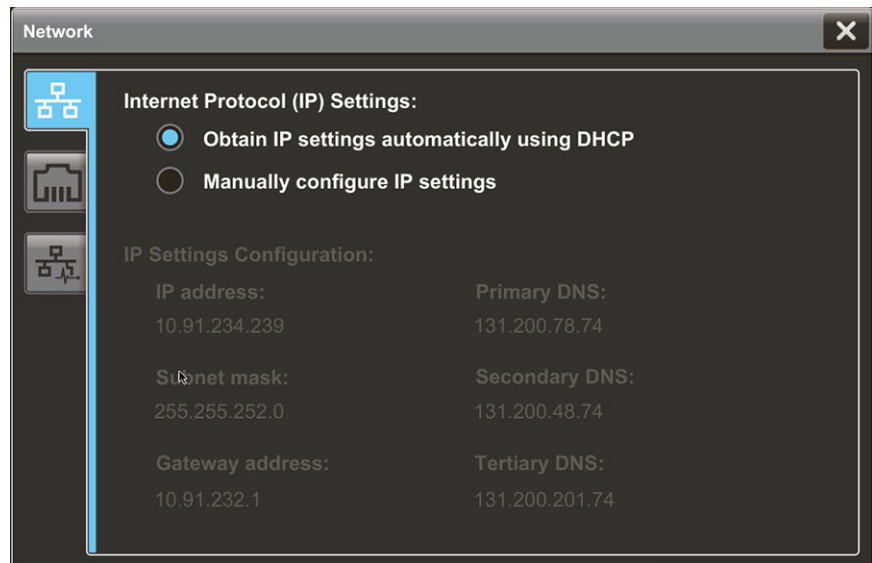 Network
Internet Protocol (IP) Settings:
Obtain IP settings automatically using DHCP
Manually configure IP settings
IP Settings Configuration:
IP address:
Primary DNS:
10.91.234.239
131.200.78.74
Subnet mask:
Secondary DNS:
255.255.252.0
131.200.48.74
Gateway address:
Tertiary DNS:
10.91.232.1
131.200.201.74